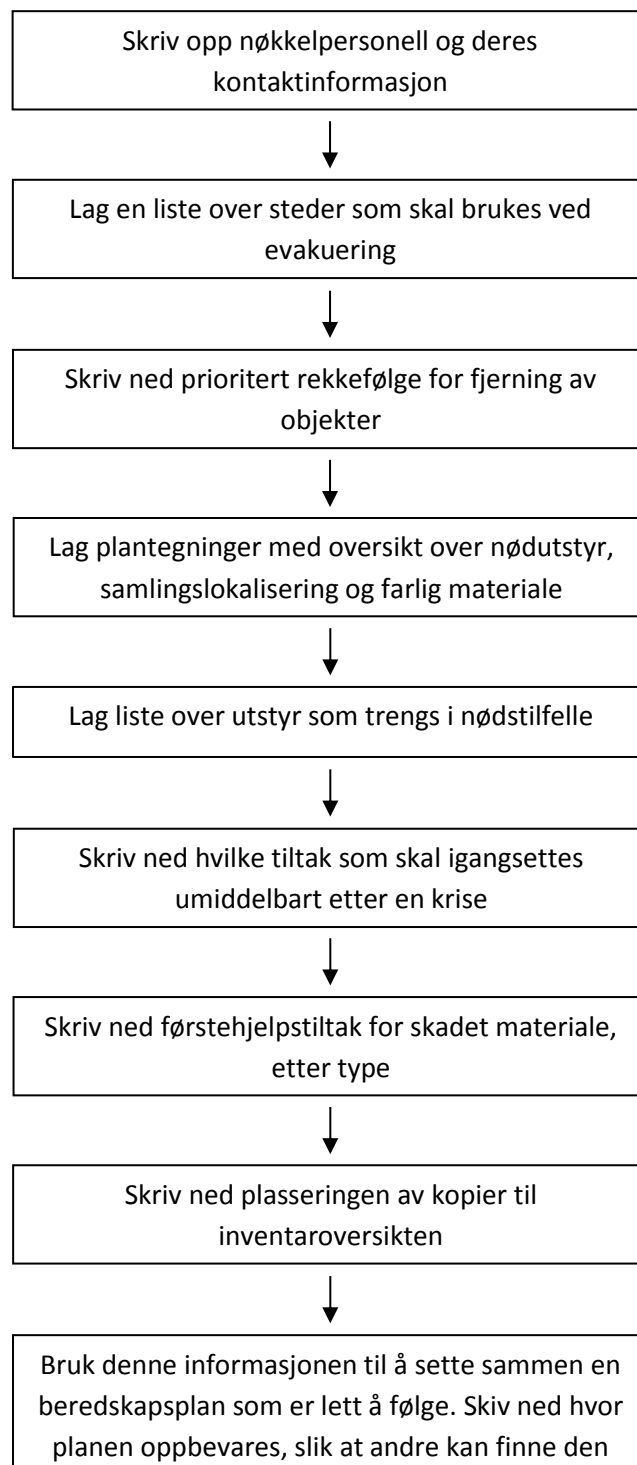 Skriv opp nøkkelpersonell og deres
kontaktinformasjon
Lag en liste over steder som skal brukes ved
evakuering
Skriv ned prioritert rekkefølge for fjerning av
objekter
Lag plantegninger med oversikt over nødutstyr,
samlingslokalisering og farlig materiale
Lag liste over utstyr som trengs i nødstilfelle
Skriv ned hvilke tiltak som skal igangsettes
umiddelbart etter en krise
Skriv ned førstehjelpstiltak for skadet materiale,
etter type
Skriv ned plasseringen av kopier til
inventaroversikten
Bruk denne informasjonen til å sette sammen en
beredskapsplan som er lett å følge. Skiv ned hvor
planen oppbevares, slik at andre kan finne den